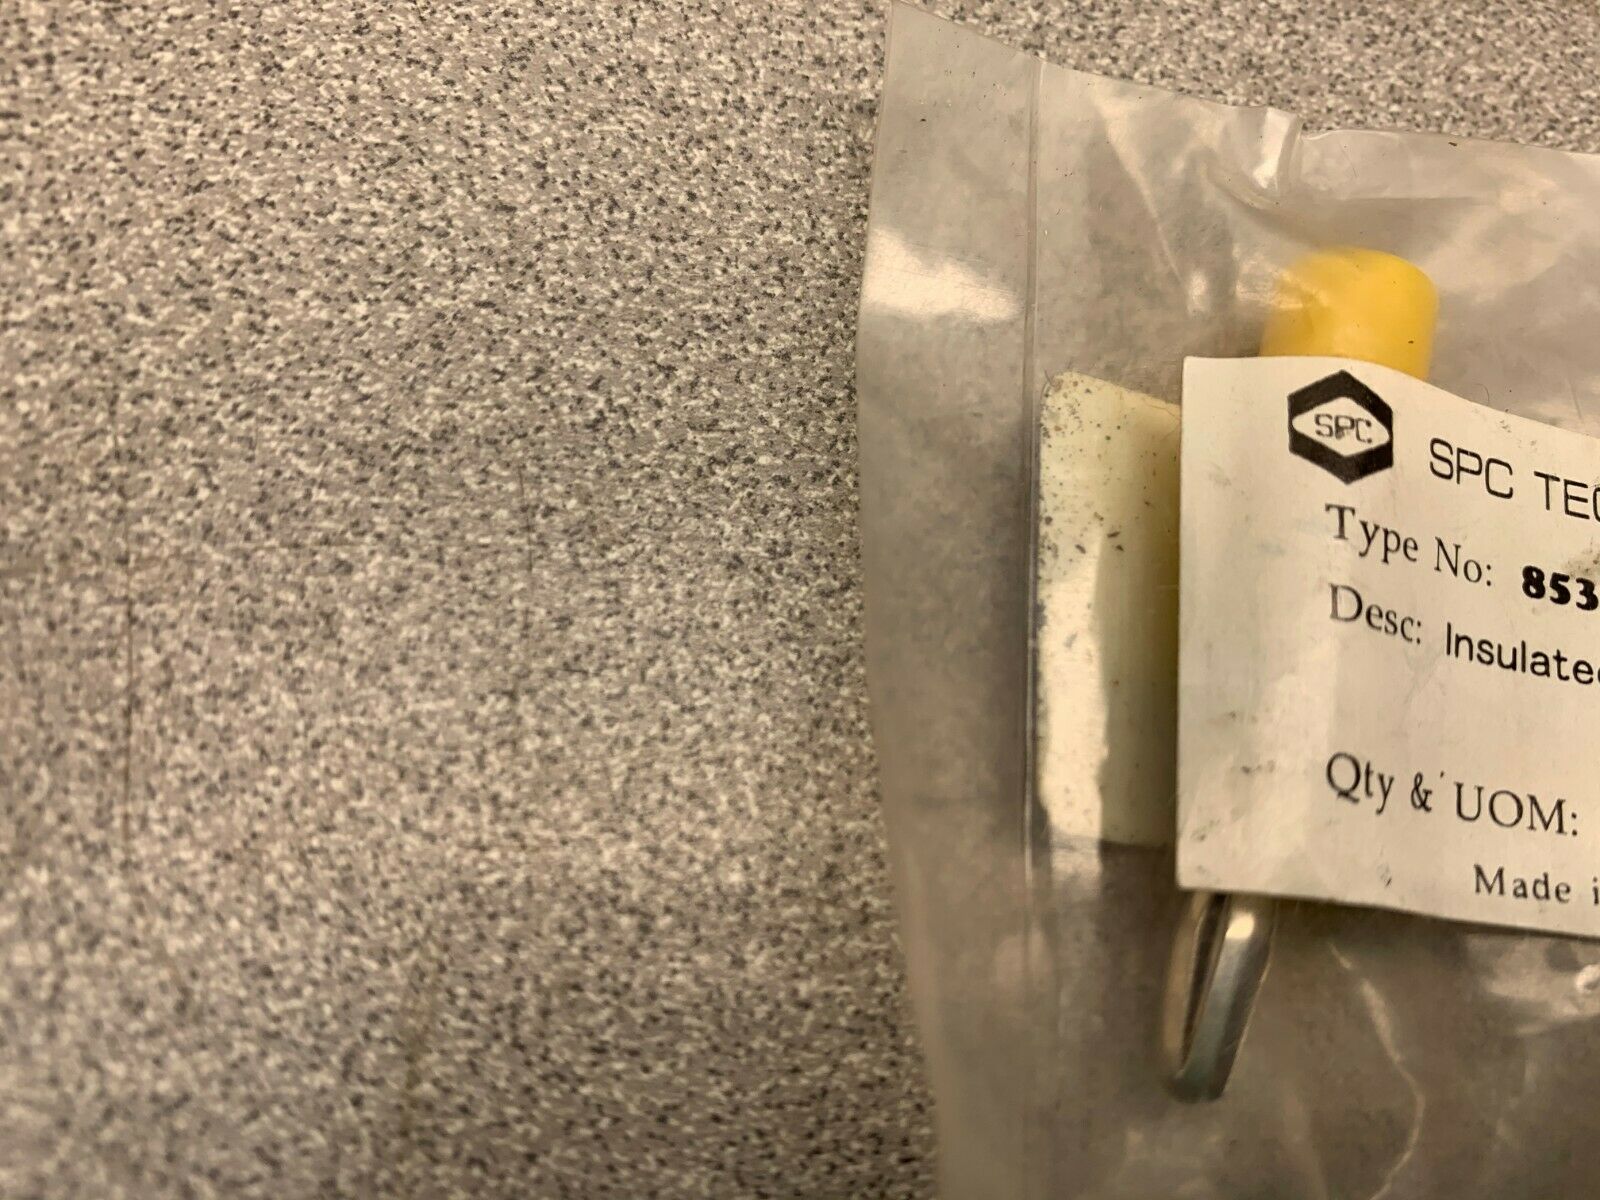 SPC
SPC TEC
Type No: 853
Desc: Insulated
Qty & UOM:
Made i